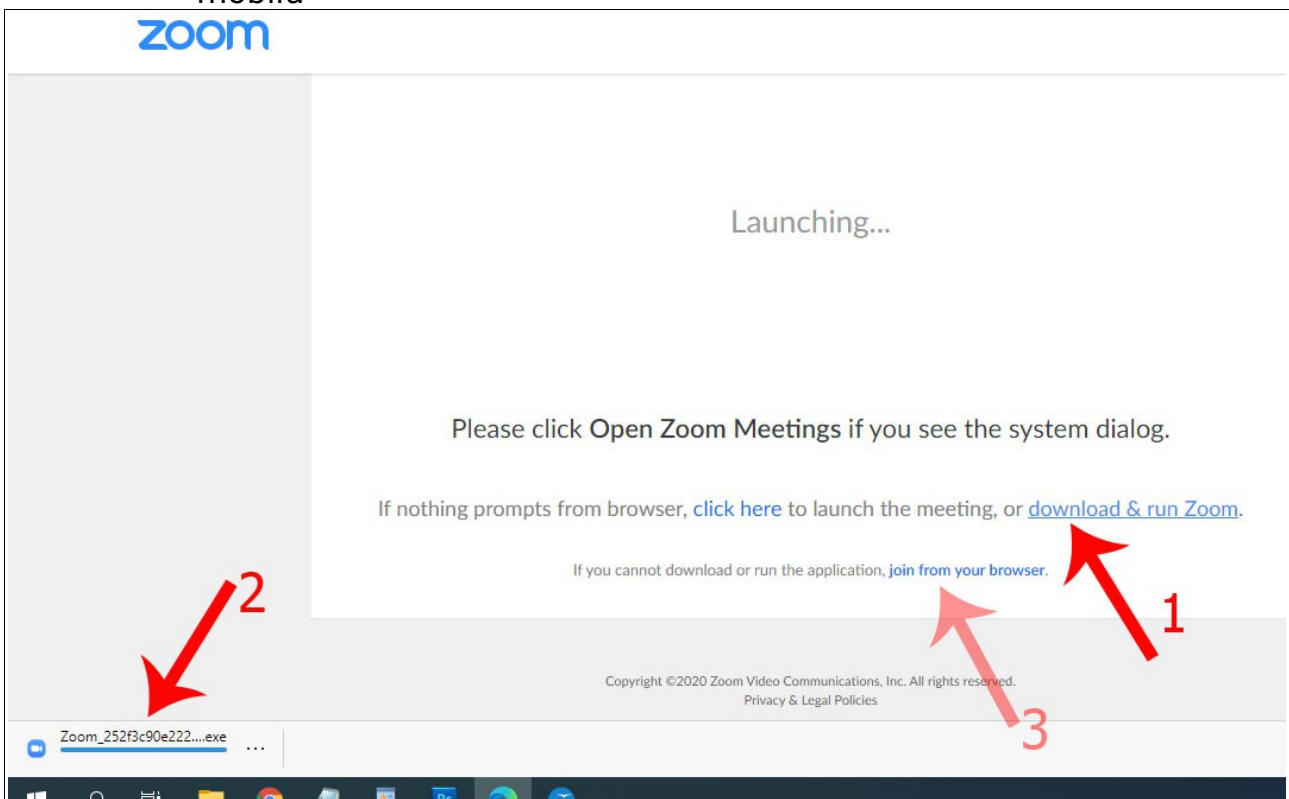 mobilă
zoom
Launching...
Please click Open Zoom Meetings if you see the system dialog.
If nothing prompts from browser, click here to launch the meeting, or download & run Zoom.
If you cannot download or run the application, join from your browser.
2
1
Copyright ©2020 Zoom Video Communications, Inc. All rights reserved.
Privacy & Legal Policies
3
Zoom_252f3c90e222....exe
...